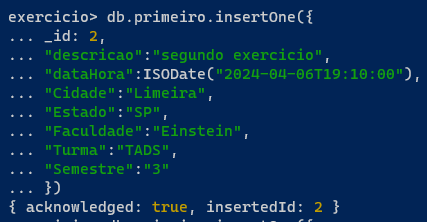 exercicio> db.primeiro.insertOne({
... _id: 2,
... "descricao":"segundo exercicio",
... "dataHora":ISODate("2024-04-06T19:10:00"),
... "Cidade":"Limeira",
... "Estado":"SP",
... "Faculdade":"Einstein",
... "Turma":"TADS",
... "Semestre":"3"
... })
{ acknowledged: true, insertedId: 2 }